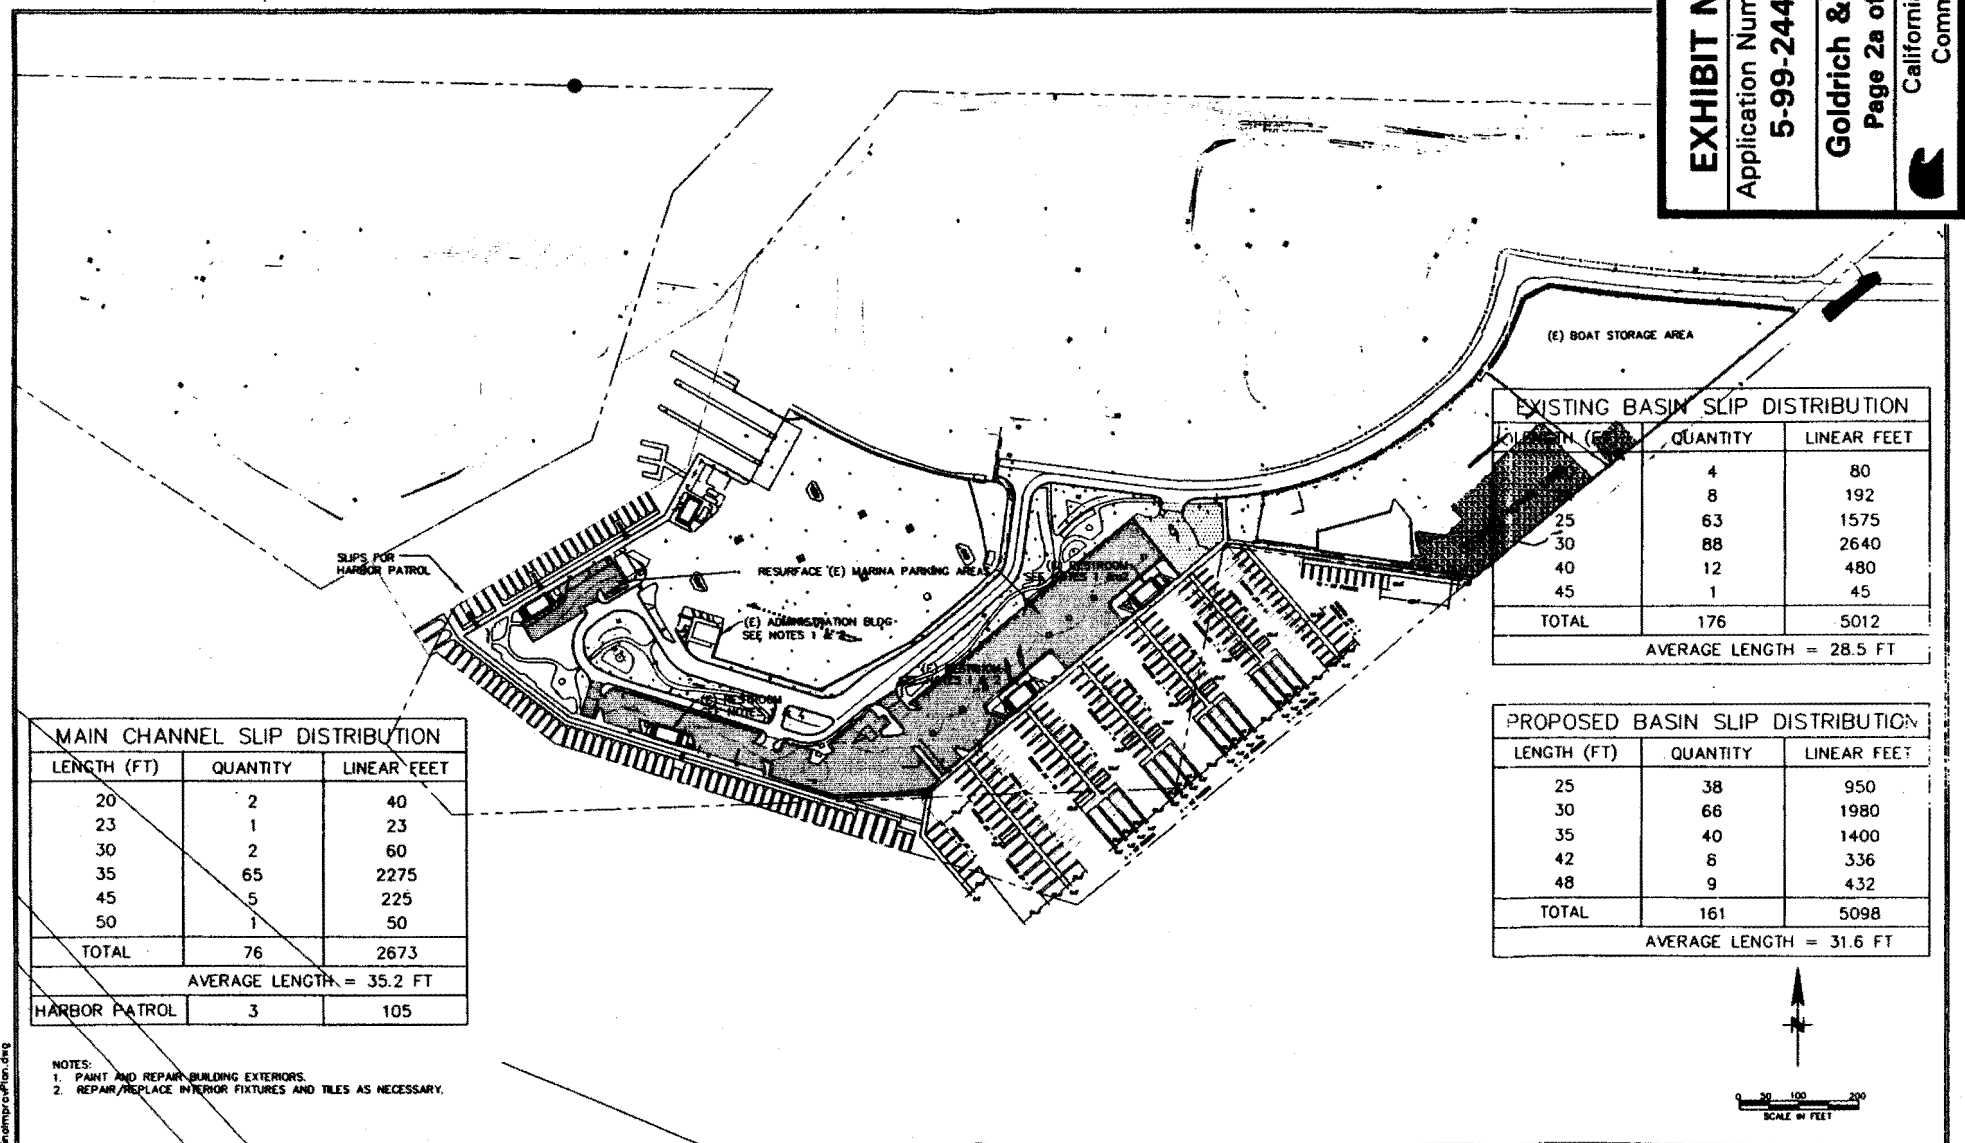 EXHIBIT N
Application Num
5-99-244
Goldrich &
Page 2a of
Californi
Comm
(E) BOAT STORAGE AREA
EXISTING BASIN SLIP DISTRIBUTION
QUANTITY LINEAR FEET
4 80
8 192
25 63 1575
30 88 2640
40 12 480
45 1 45
TOTAL 176 5012
AVERAGE LENGTH = 28.5 FT
SLIPS FOR
HARBOR PATROL
RESURFACE (E) MARINA PARKING AREAS
(E) RESTROOM
(E) ADMINISTRATION BLDG
SEE NOTES 1 & 2
(E) RESTROOM
(E) RESTROOM
PROPOSED BASIN SLIP DISTRIBUTION
LENGTH (FT) QUANTITY LINEAR FEET
25 38 950
30 66 1980
35 40 1400
42 8 336
48 9 432
TOTAL 161 5098
AVERAGE LENGTH = 31.6 FT
MAIN CHANNEL SLIP DISTRIBUTION
LENGTH (FT) QUANTITY LINEAR FEET
20 2 40
23 1 23
30 2 60
35 65 2275
45 5 225
50 1 50
TOTAL 76 2673
AVERAGE LENGTH = 35.2 FT
HARBOR PATROL 3 105
NOTES:
1. PAINT AND REPAIR BUILDING EXTERIORS.
2. REPAIR/REPLACE INTERIOR FIXTURES AND TILES AS NECESSARY.
N
0 50 100 200
SCALE IN FEET